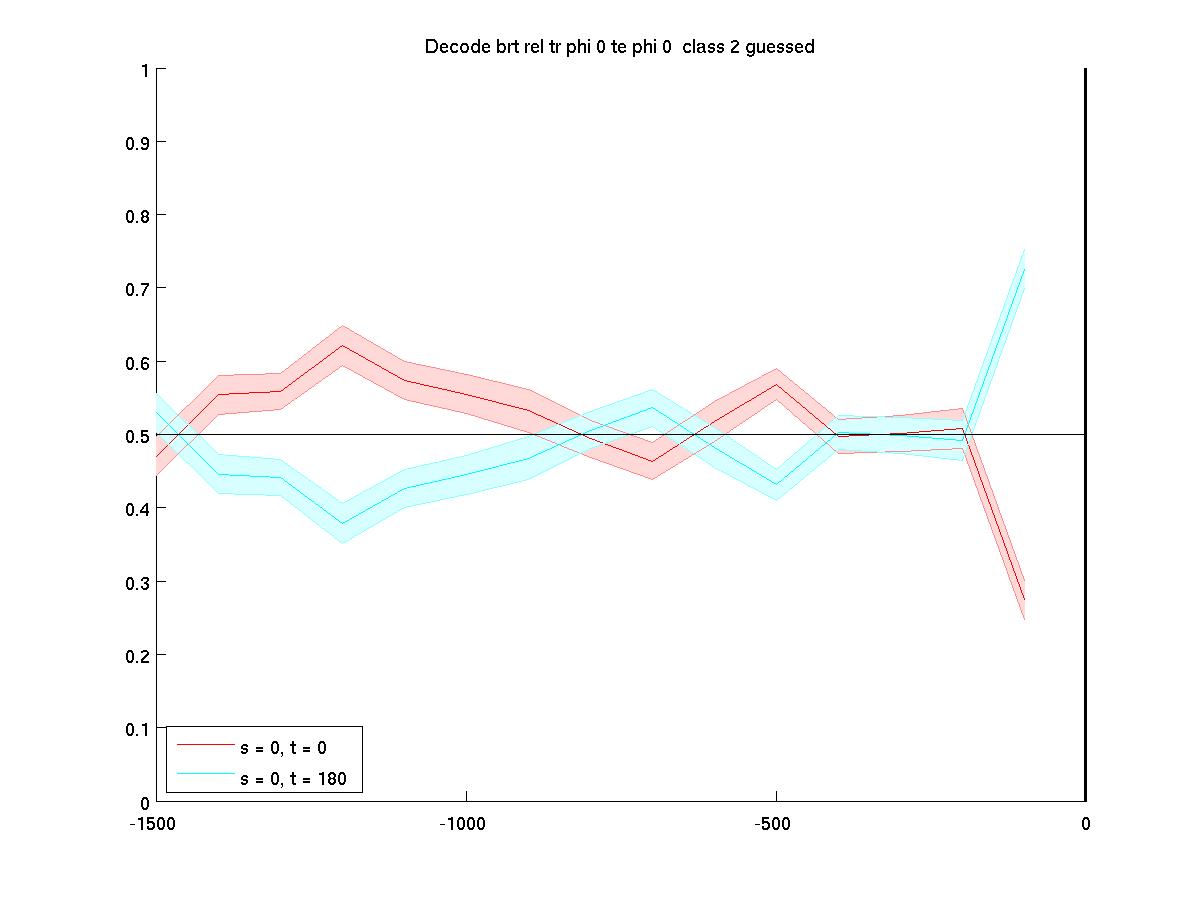 Decode brt rel tr phi 0 te phi 0  class 2 guessed
1
0.9
0.8
0.7
0.6
0.5
0.4
0.3
0.2
0.1
0
s = 0, t = 0
s = 0, t = 180
-1500 -1000 -500 0